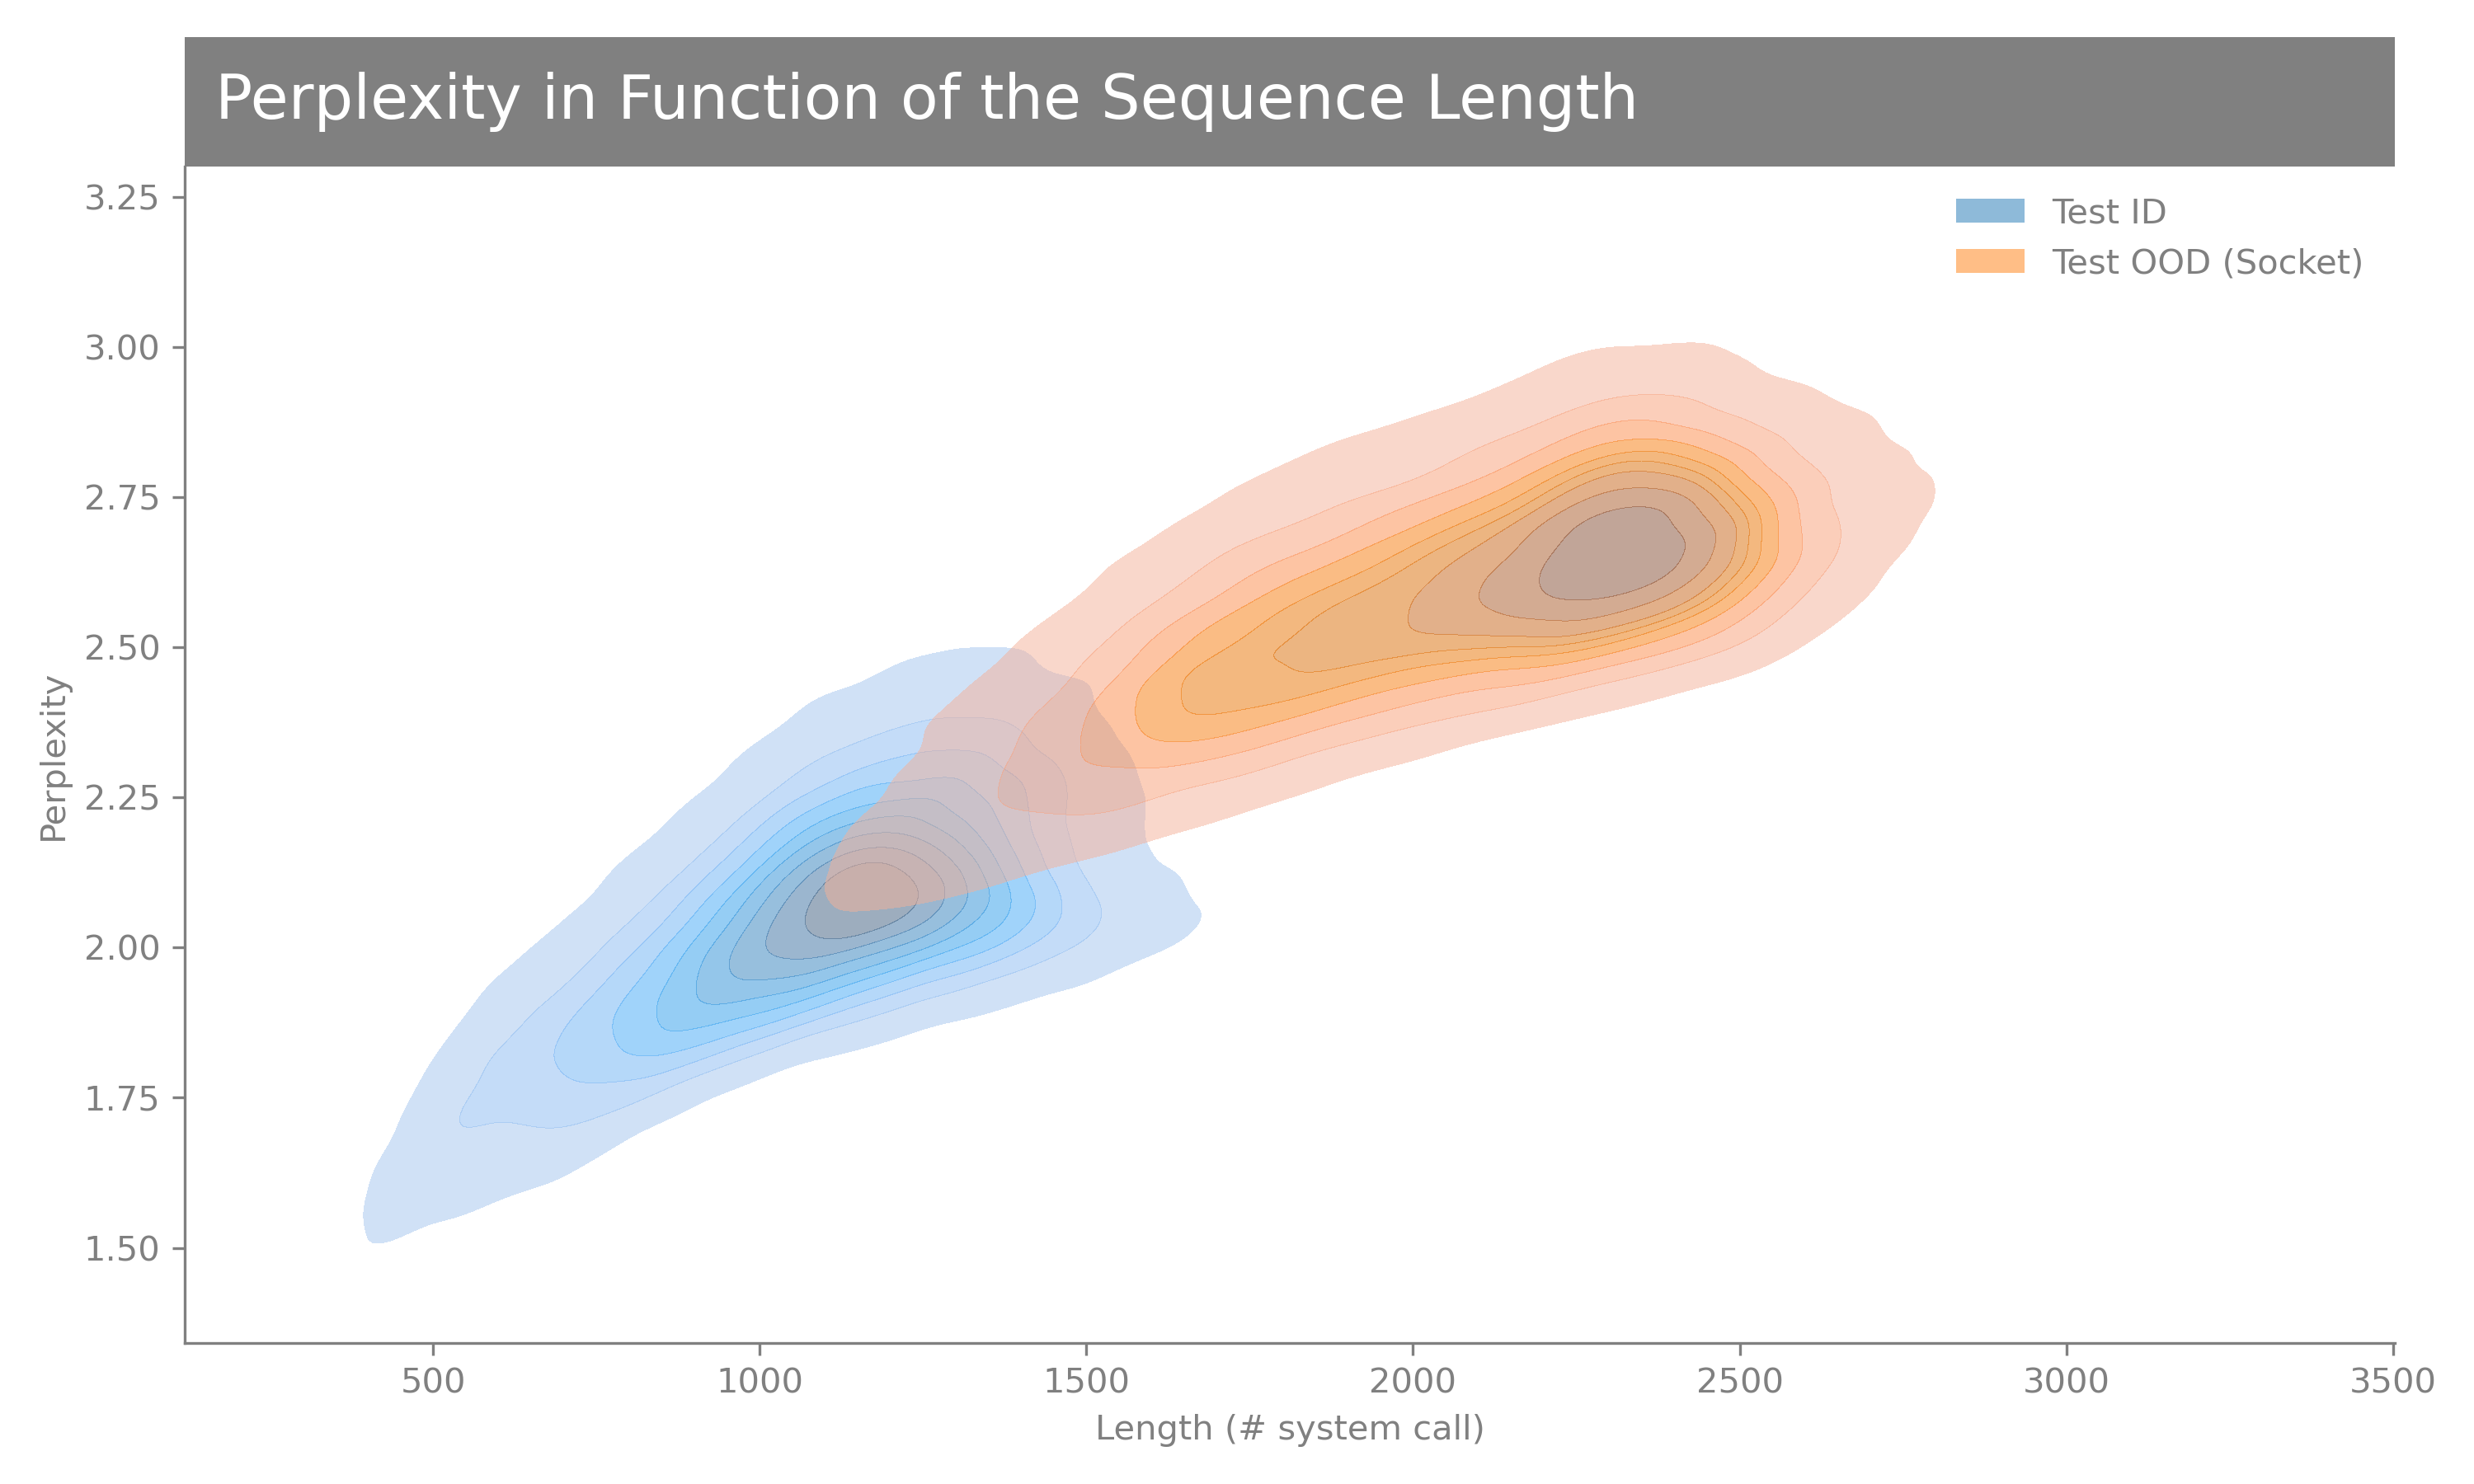 Perplexity in Function of the Sequence Length
Test ID
Test OOD (Socket)
3.25
3.00
2.75
2.50
2.25
2.00
1.75
1.50
Perplexity
500 1000 1500 2000 2500 3000 3500
Length (# system call)